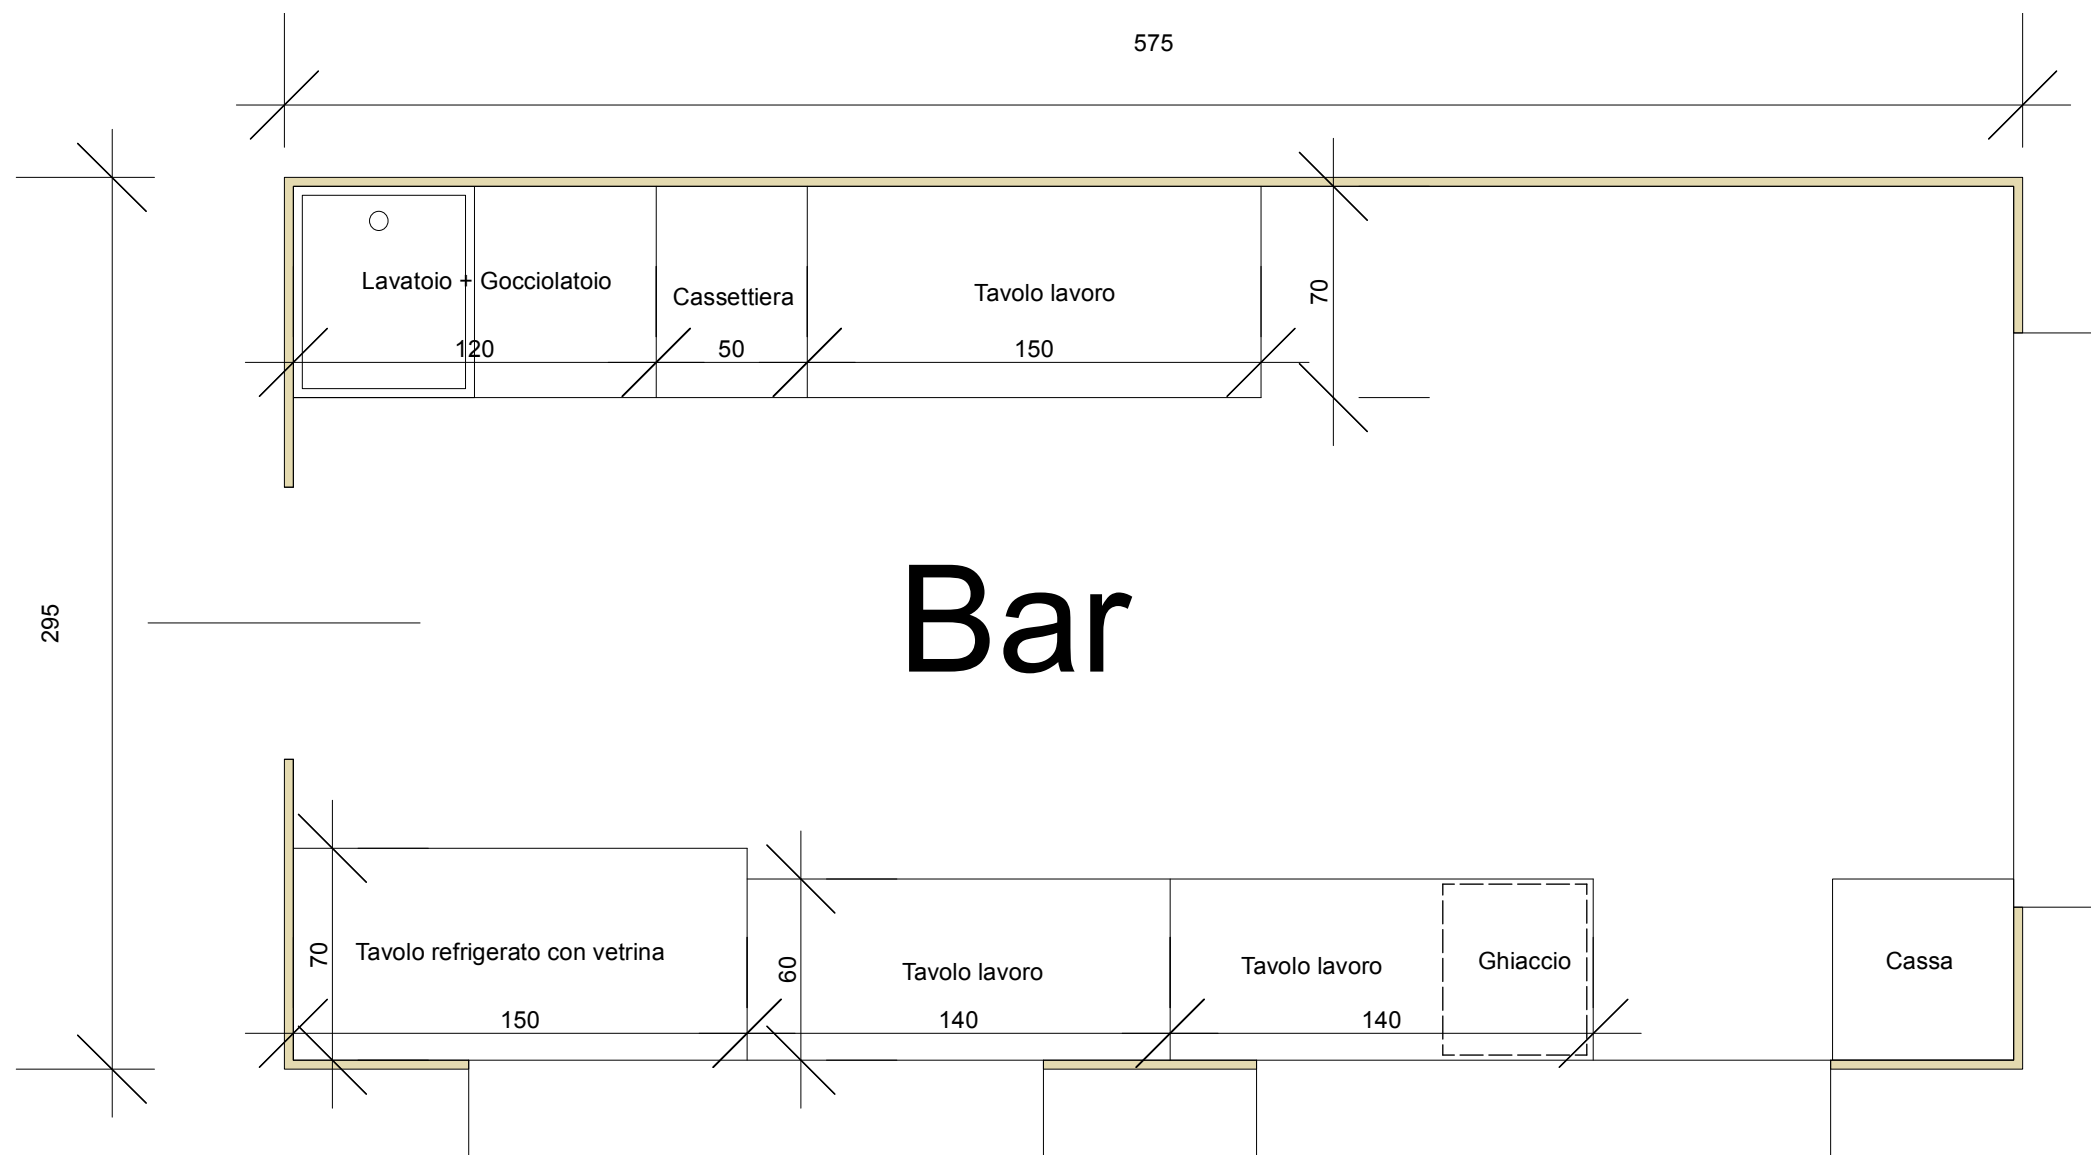 575
Lavatoio + Gocciolatoio
Cassettiera
Tavolo lavoro
70
120
50
150
295
Bar
70
Tavolo refrigerato con vetrina
60
Tavolo lavoro
Tavolo lavoro
Ghiaccio
Cassa
150
140
140